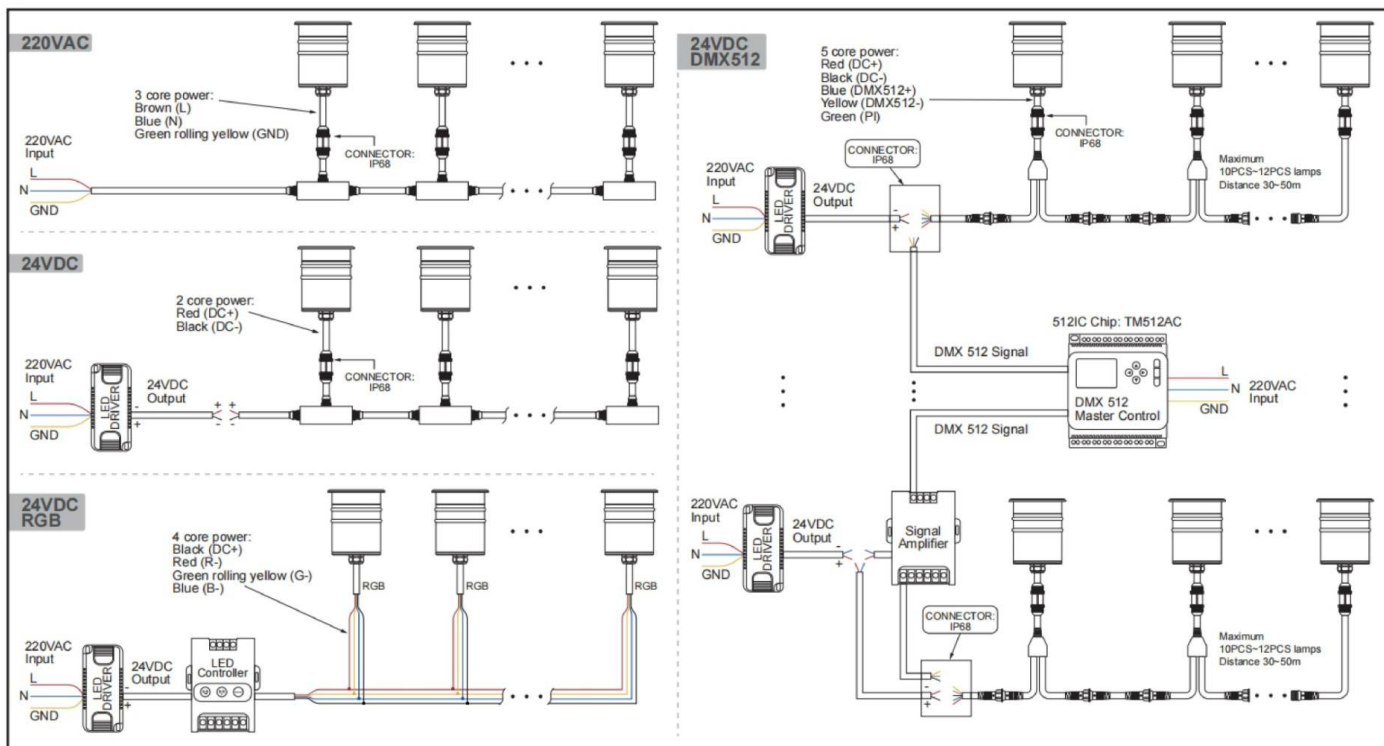 220VAC
3 core power:
Brown (L)
Blue (N)
Green rolling yellow (GND)
220VAC
Input
L
N
GND
CONNECTOR:
IP68
24VDC
2 core power:
Red (DC+)
Black (DC-)
220VAC
Input
L
N
GND
LED
DRIVER
24VDC
Output
-
+
+ +
- -
CONNECTOR:
IP68
24VDC
RGB
4 core power:
Black (DC+)
Red (R-)
Green rolling yellow (G-)
Blue (B-)
RGB
RGB
RGB
220VAC
Input
L
N
GND
LED
DRIVER
24VDC
Output
-
+
LED
Controller
24VDC
DMX512
5 core power:
Red (DC+)
Black (DC-)
Blue (DMX512+)
Yellow (DMX512-)
Green (PI)
CONNECTOR:
IP68
220VAC
Input
L
N
GND
LED
DRIVER
24VDC
Output
-
+
CONNECTOR:
IP68
Maximum
10PCS~12PCS lamps
Distance 30~50m
512IC Chip: TM512AC
DMX 512 Signal
DMX 512
Master Control
L
N
GND
220VAC
Input
DMX 512 Signal
Signal
Amplifier
220VAC
Input
L
N
GND
LED
DRIVER
24VDC
Output
-
+
CONNECTOR:
IP68
-
+
Maximum
10PCS~12PCS lamps
Distance 30~50m